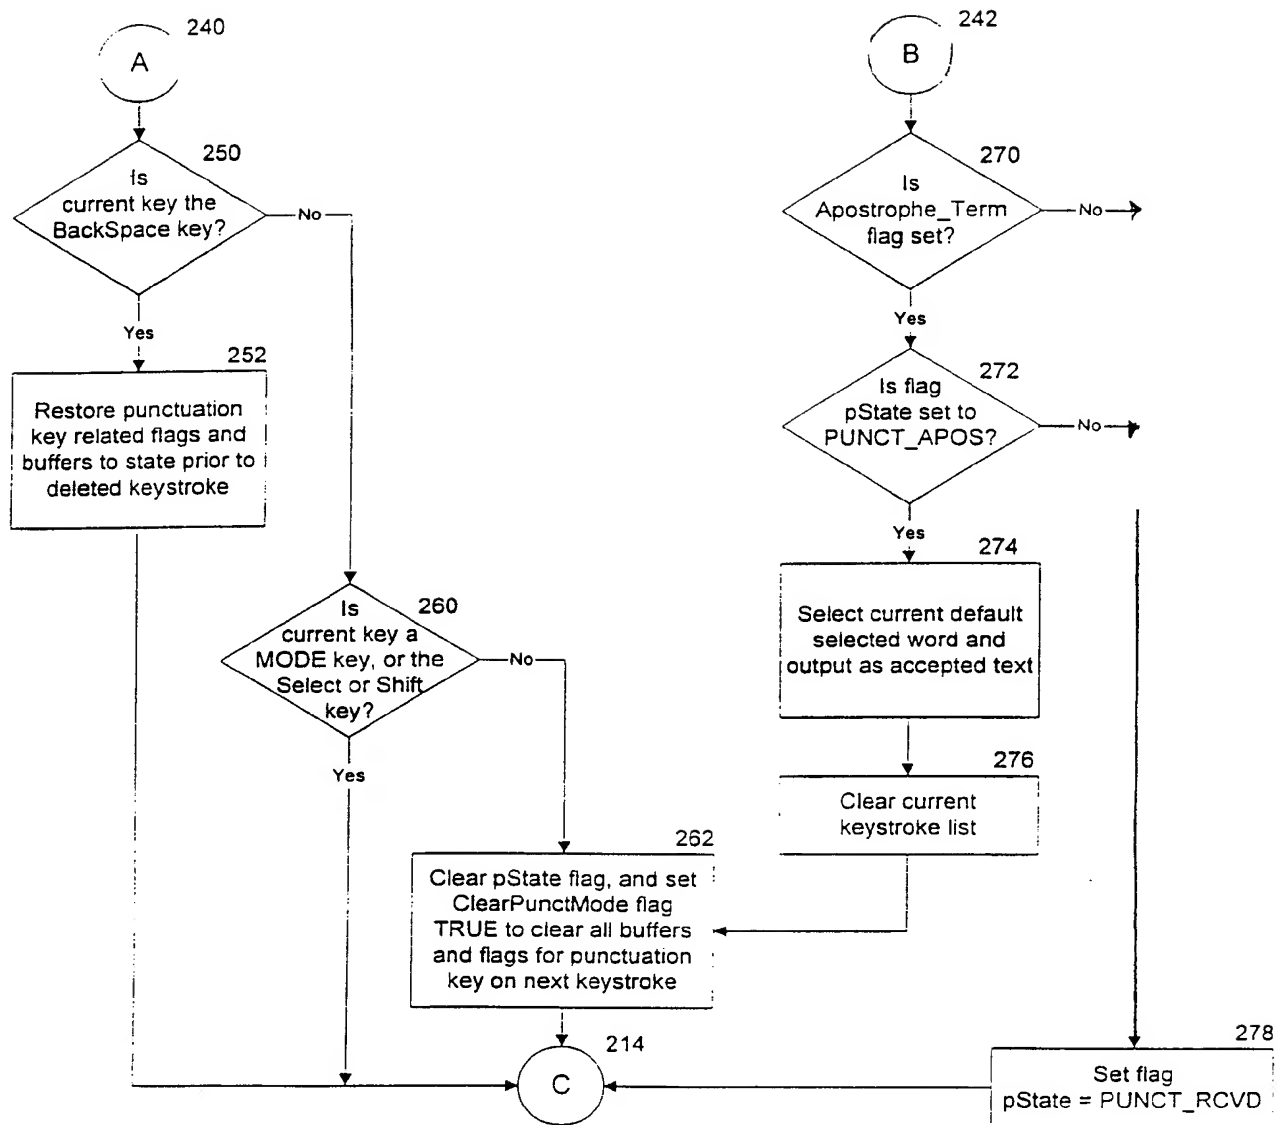 240
A
250
Is
current key the
BackSpace key?
No
Yes
252
Restore punctuation
key related flags and
buffers to state prior to
deleted keystroke
260
Is
current key a
MODE key, or the
Select or Shift
key?
No
Yes
262
Clear pState flag, and set
ClearPunctMode flag
TRUE to clear all buffers
and flags for punctuation
key on next keystroke
214
C
242
B
270
Is
Apostrophe_Term
flag set?
No
Yes
272
Is flag
pState set to
PUNCT_APOS?
No
Yes
274
Select current default
selected word and
output as accepted text
276
Clear current
keystroke list
278
Set flag
pState = PUNCT_RCVD